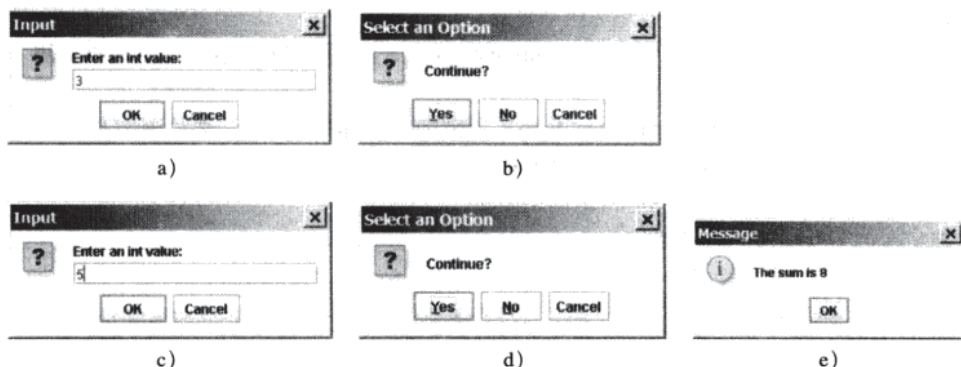 Input
Enter an int value:
3
OK Cancel
a)
Select an Option
Continue?
Yes No Cancel
b)
Input
Enter an int value:
5
OK Cancel
c)
Select an Option
Continue?
Yes No Cancel
d)
Message
The sum is 8
OK
e)